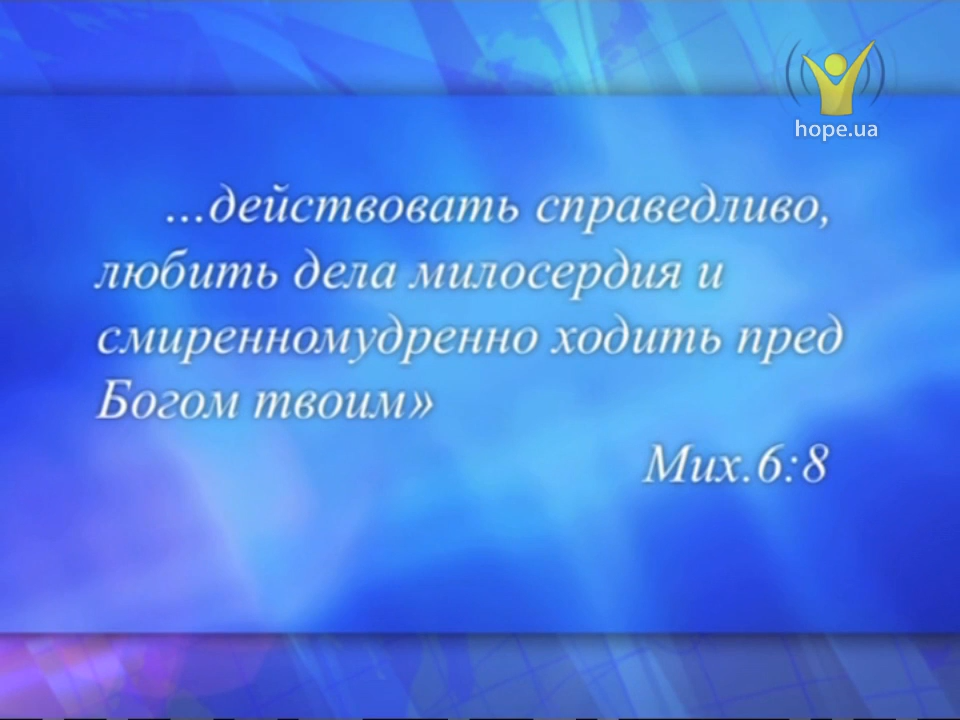 hope.ua
...действовать справедливо,
любить дела милосердия и
смиренномудренно ходить пред
Богом твоим»
Мих.6:8